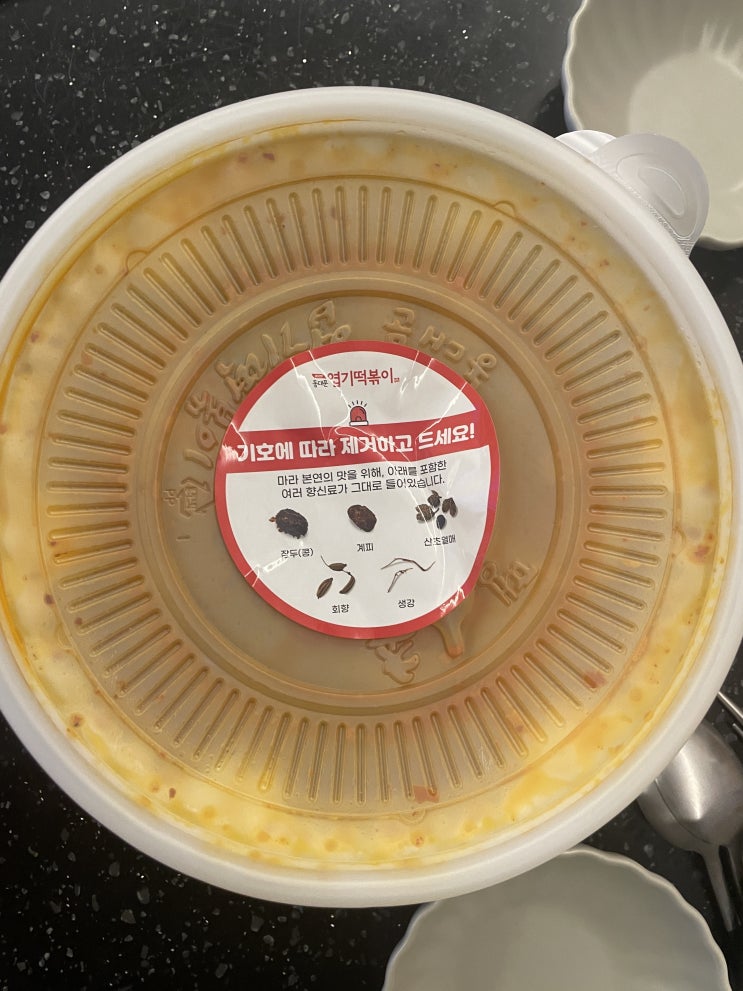 동대문 엽기떡볶이
기호에 따라 제거하고 드세요!
마라 본연의 맛을 위해, 아래를 포함한
여러 향신료가 그대로 들어있습니다.
잠두(콩) 계피 산초열매
회향 생강